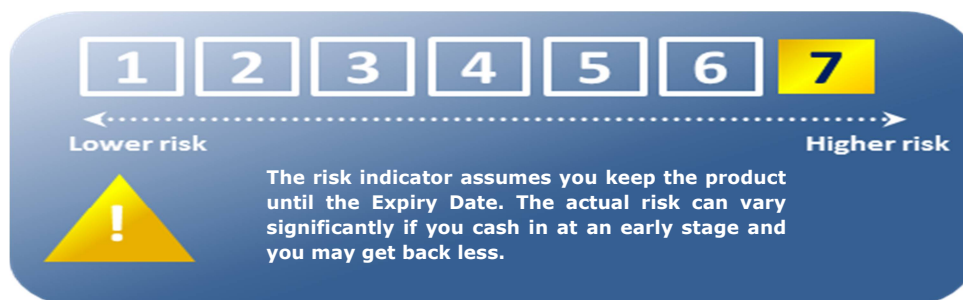 1 2 3 4 5 6 7
Lower risk Higher risk
The risk indicator assumes you keep the product
until the Expiry Date. The actual risk can vary
significantly if you cash in at an early stage and
you may get back less.
!